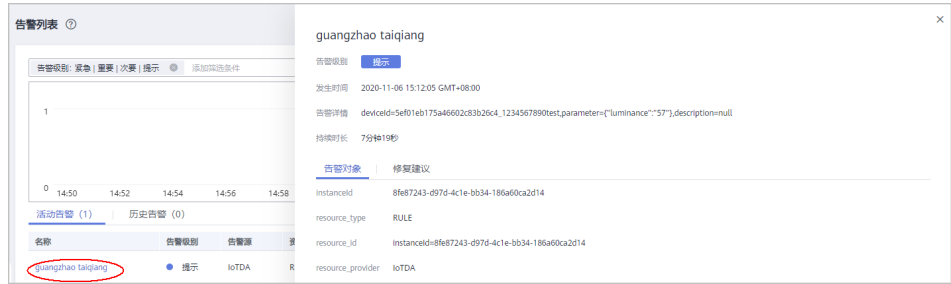 告警列表 ?
告警级别: 紧急 | 重要 | 次要 | 提示 添加筛选条件
1
0
14:50 14:52 14:54 14:56 14:58
活动告警（1） 历史告警（0）
名称 告警级别 告警源
guangzhao taiqiang 提示 IoTDA R
guangzhao taiqiang
告警级别 提示
发生时间 2020-11-06 15:12:05 GMT+08:00
告警详情 deviceId=5ef01eb175a46602c83b26c4_1234567890test,parameter={"luminance":"57"},description=null
持续时长 7分钟19秒
告警对象 修复建议
instanceId 8fe87243-d97d-4c1e-bb34-186a60ca2d14
resource_type RULE
resource_id instanceId=8fe87243-d97d-4c1e-bb34-186a60ca2d14
resource_provider IoTDA